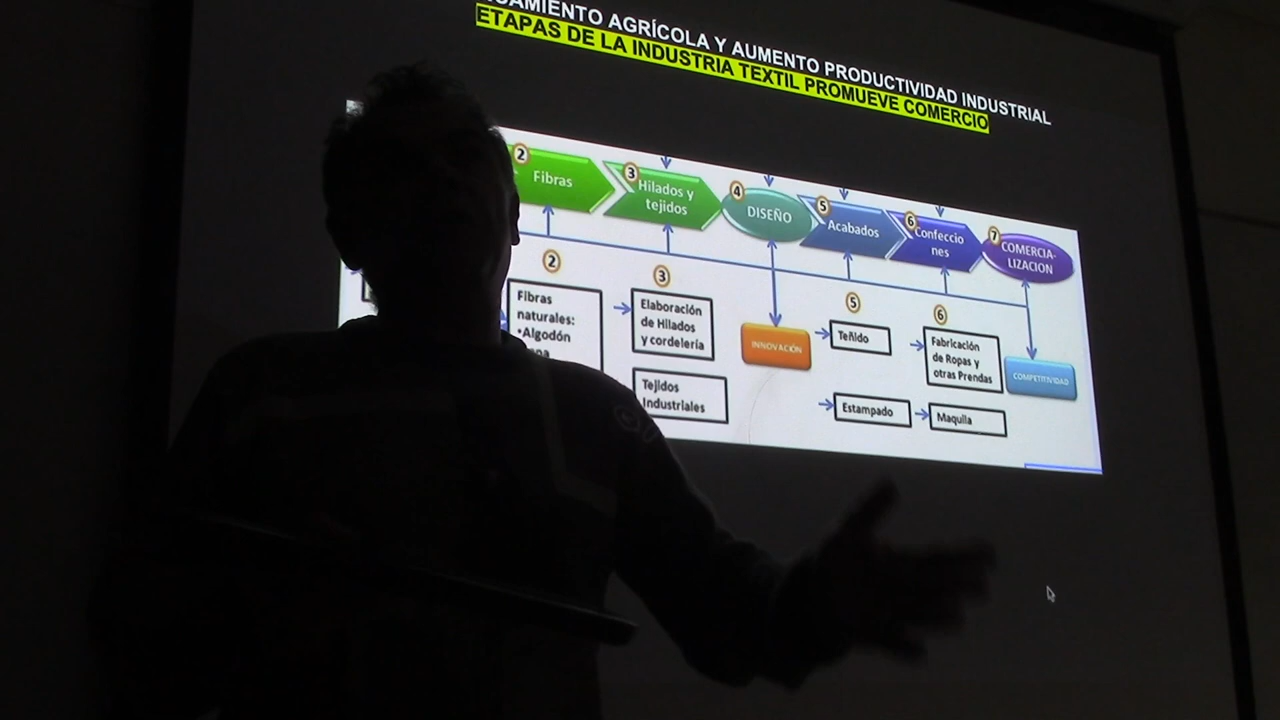 AGRÍCOLA Y AUMENTO PRODUCTIVIDAD INDUSTRIAL
ETAPAS DE LA INDUSTRIA TEXTIL PROMUEVE COMERCIO
2
Fibras
3
Hilados y
tejidos
4
DISEÑO
5
Acabados
6
Confeccio
nes
7
COMERCIA-
LIZACION
2
Fibras
naturales:
•Algodón
3
Elaboración
de Hilados
y cordelería
Tejidos
Industriales
INNOVACIÓN
5
Teñido
Estampado
6
Fabricación
de Ropas y
otras Prendas
Maquila
COMPETITIVIDAD